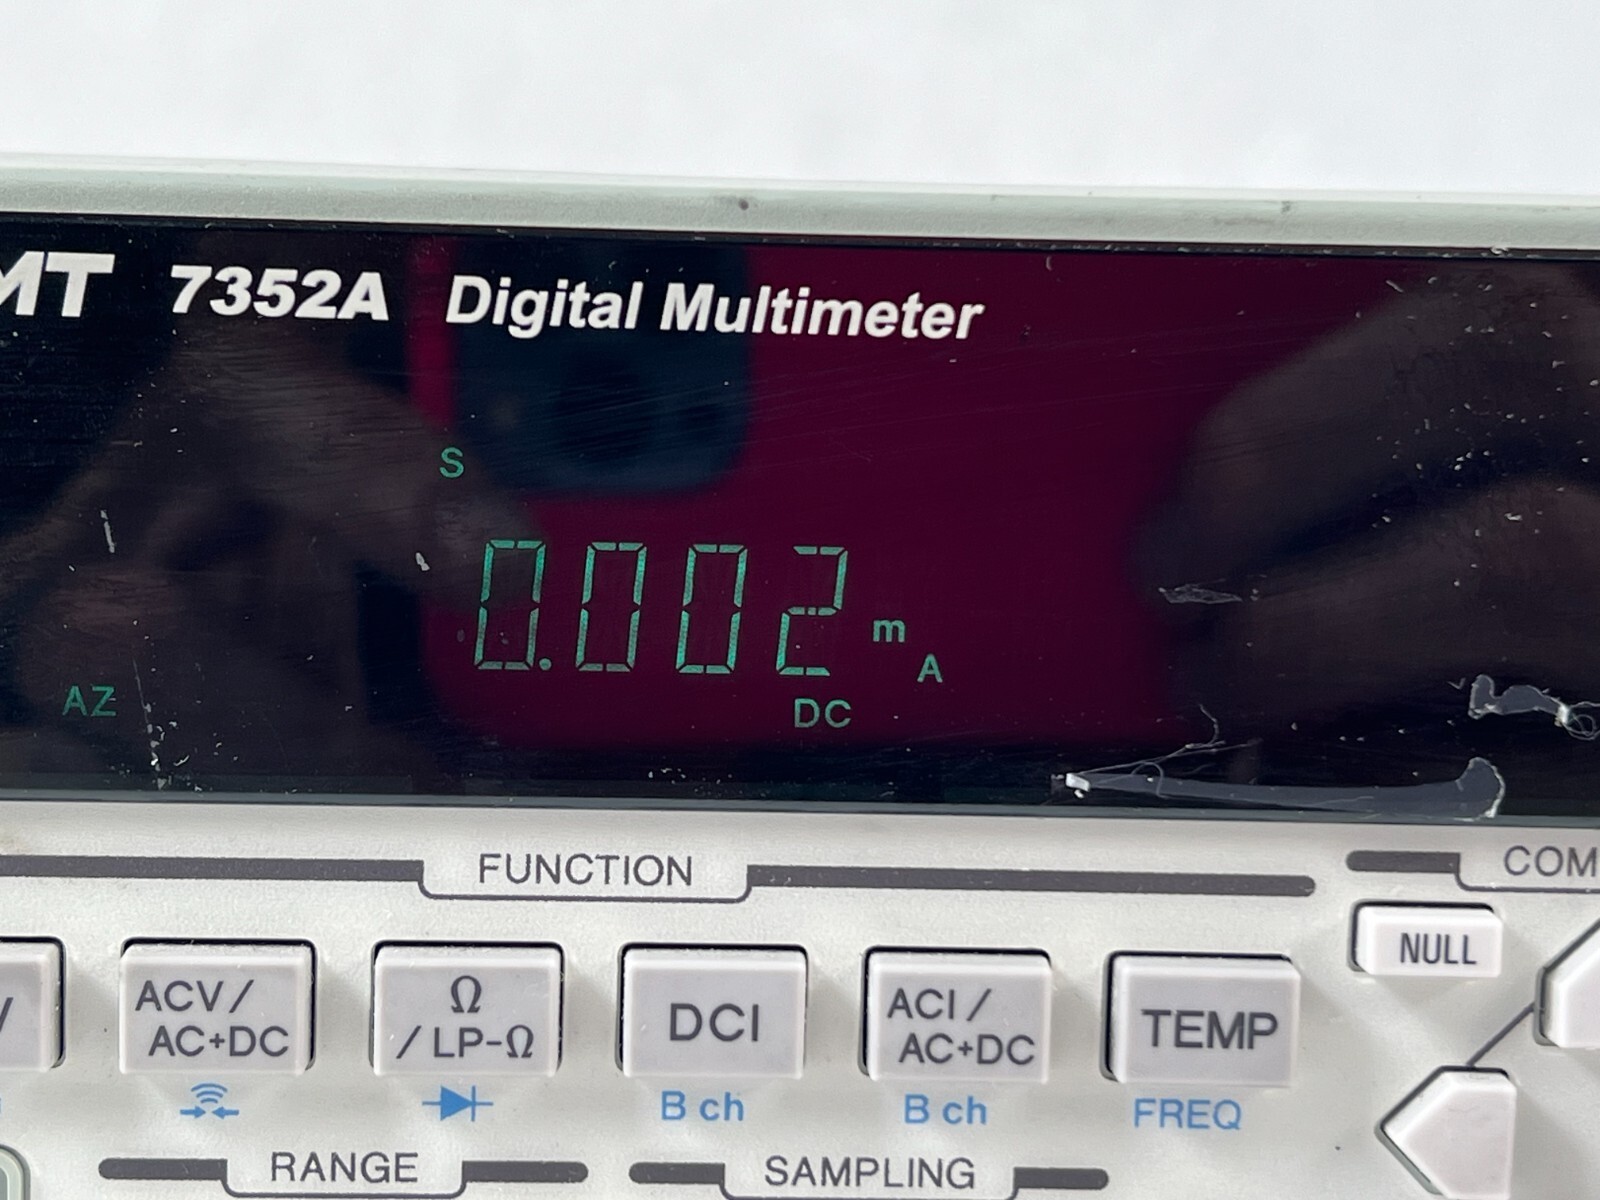 MT 7352A Digital Multimeter
S
0.002 m A
AZ DC
FUNCTION COM
NULL
ACV / AC+DC
Ω / LP-Ω
DCI
ACI / AC+DC
TEMP
B ch B ch FREQ
RANGE SAMPLING